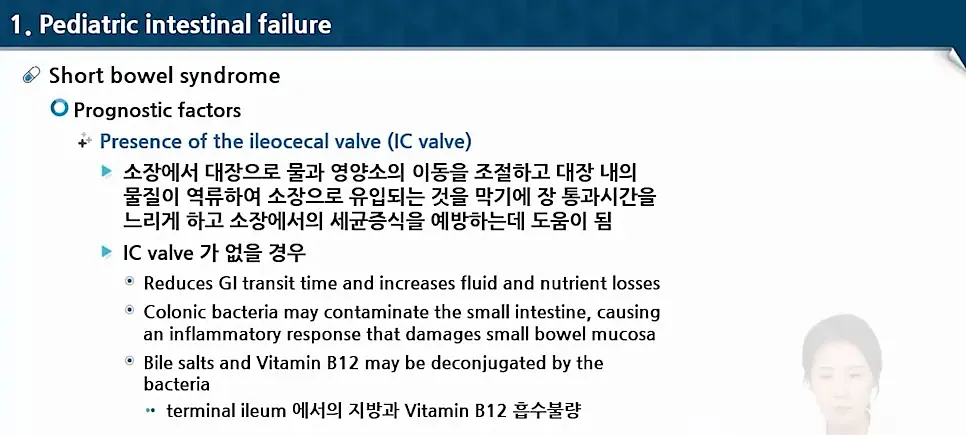 1. Pediatric intestinal failure
Short bowel syndrome
Prognostic factors
Presence of the ileocecal valve (IC valve)
소장에서 대장으로 물과 영양소의 이동을 조절하고 대장 내의
물질이 역류하여 소장으로 유입되는 것을 막기에 장 통과시간을
느리게 하고 소장에서의 세균증식을 예방하는데 도움이 됨
IC valve 가 없을 경우
Reduces GI transit time and increases fluid and nutrient losses
Colonic bacteria may contaminate the small intestine, causing
an inflammatory response that damages small bowel mucosa
Bile salts and Vitamin B12 may be deconjugated by the
bacteria
terminal ileum 에서의 지방과 Vitamin B12 흡수불량